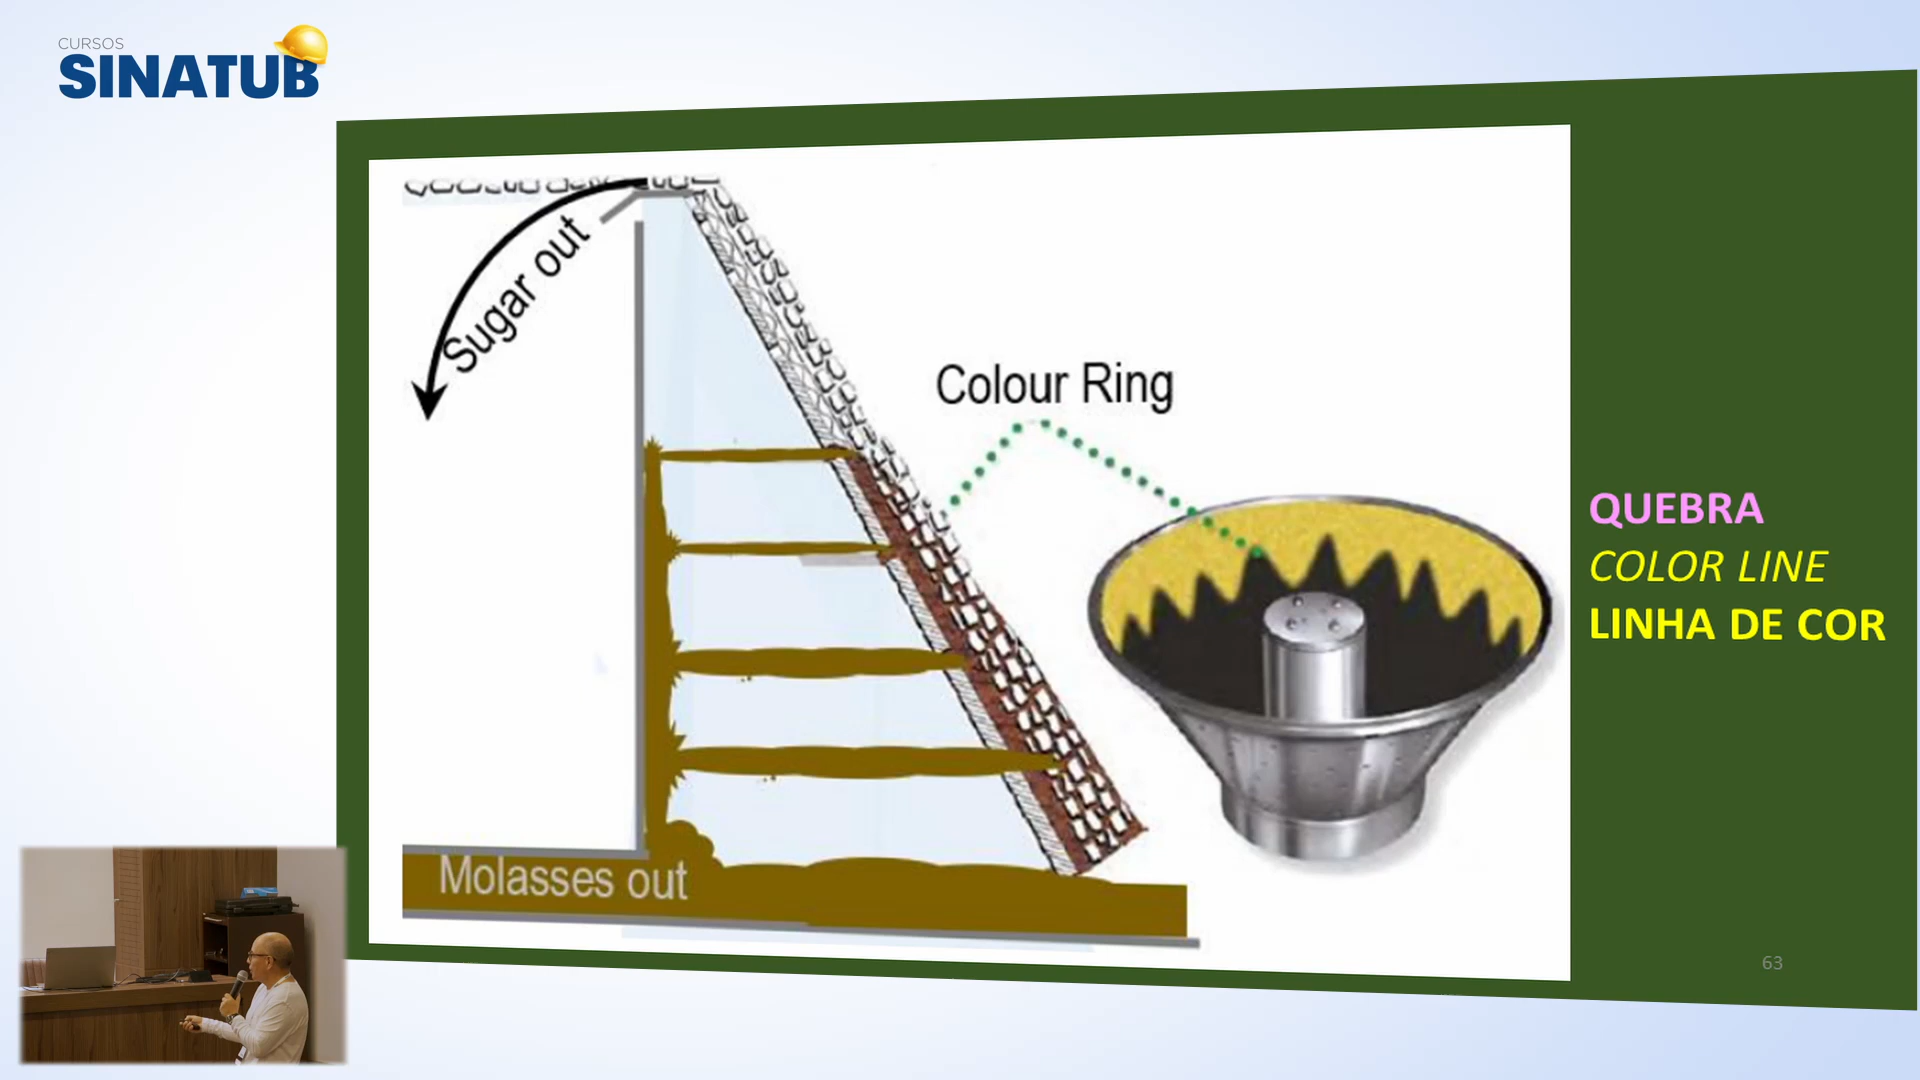 CURSOS
SINATUB
Sugar out
Colour Ring
Molasses out
QUEBRA
COLOR LINE
LINHA DE COR
63